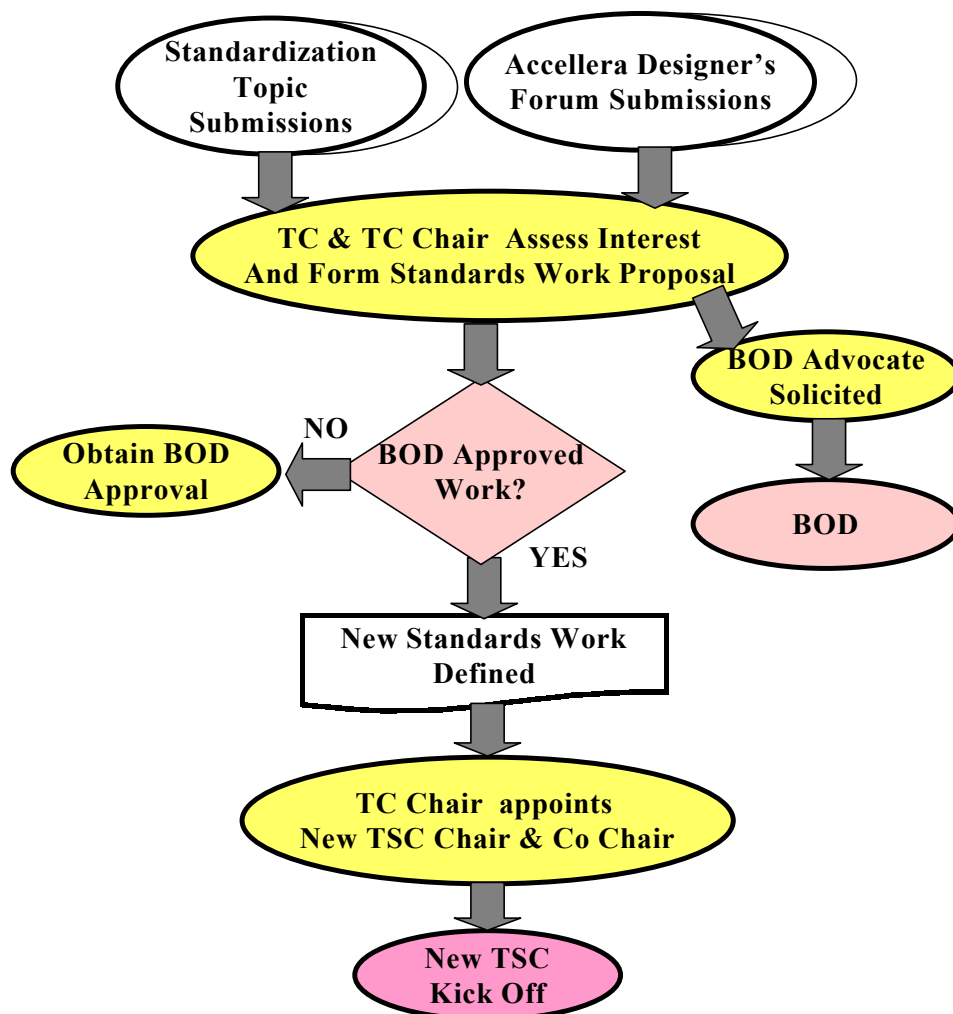 Standardization
Topic
Submissions
Accellera Designer's
Forum Submissions
TC & TC Chair Assess Interest
And Form Standards Work Proposal
BOD Advocate
Solicited
NO
BOD Approved
Work?
Obtain BOD
Approval
BOD
YES
New Standards Work
Defined
TC Chair appoints
New TSC Chair & Co Chair
New TSC
Kick Off